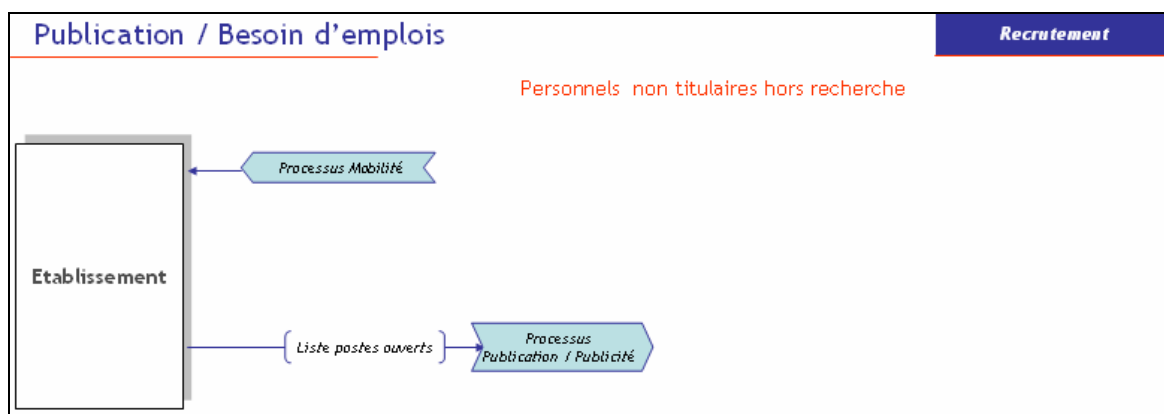 Publication / Besoin d'emplois
Recrutement
Personnels non titulaires hors recherche
Processus Mobilité
Etablissement
Liste postes ouverts
Processus
Publication / Publicité